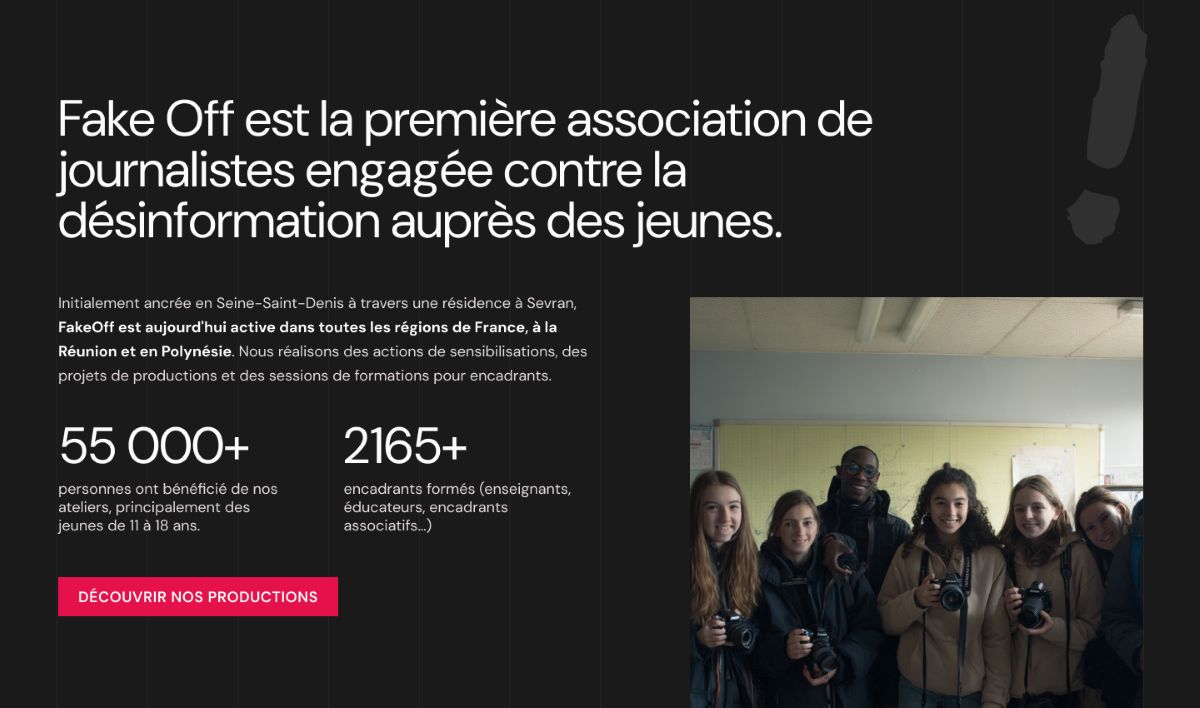 Fake Off est la première association de
journalistes engagée contre la
désinformation auprès des jeunes.
Initialement ancrée en Seine-Saint-Denis à travers une résidence à Sevran,
FakeOff est aujourd'hui active dans toutes les régions de France, à la
Réunion et en Polynésie. Nous réalisons des actions de sensibilisations, des
projets de productions et des sessions de formations pour encadrants.
55 000+
personnes ont bénéficié de nos
ateliers, principalement des
jeunes de 11 à 18 ans.
2165+
encadrants formés (enseignants,
éducateurs, encadrants
associatifs...)
DÉCOUVRIR NOS PRODUCTIONS